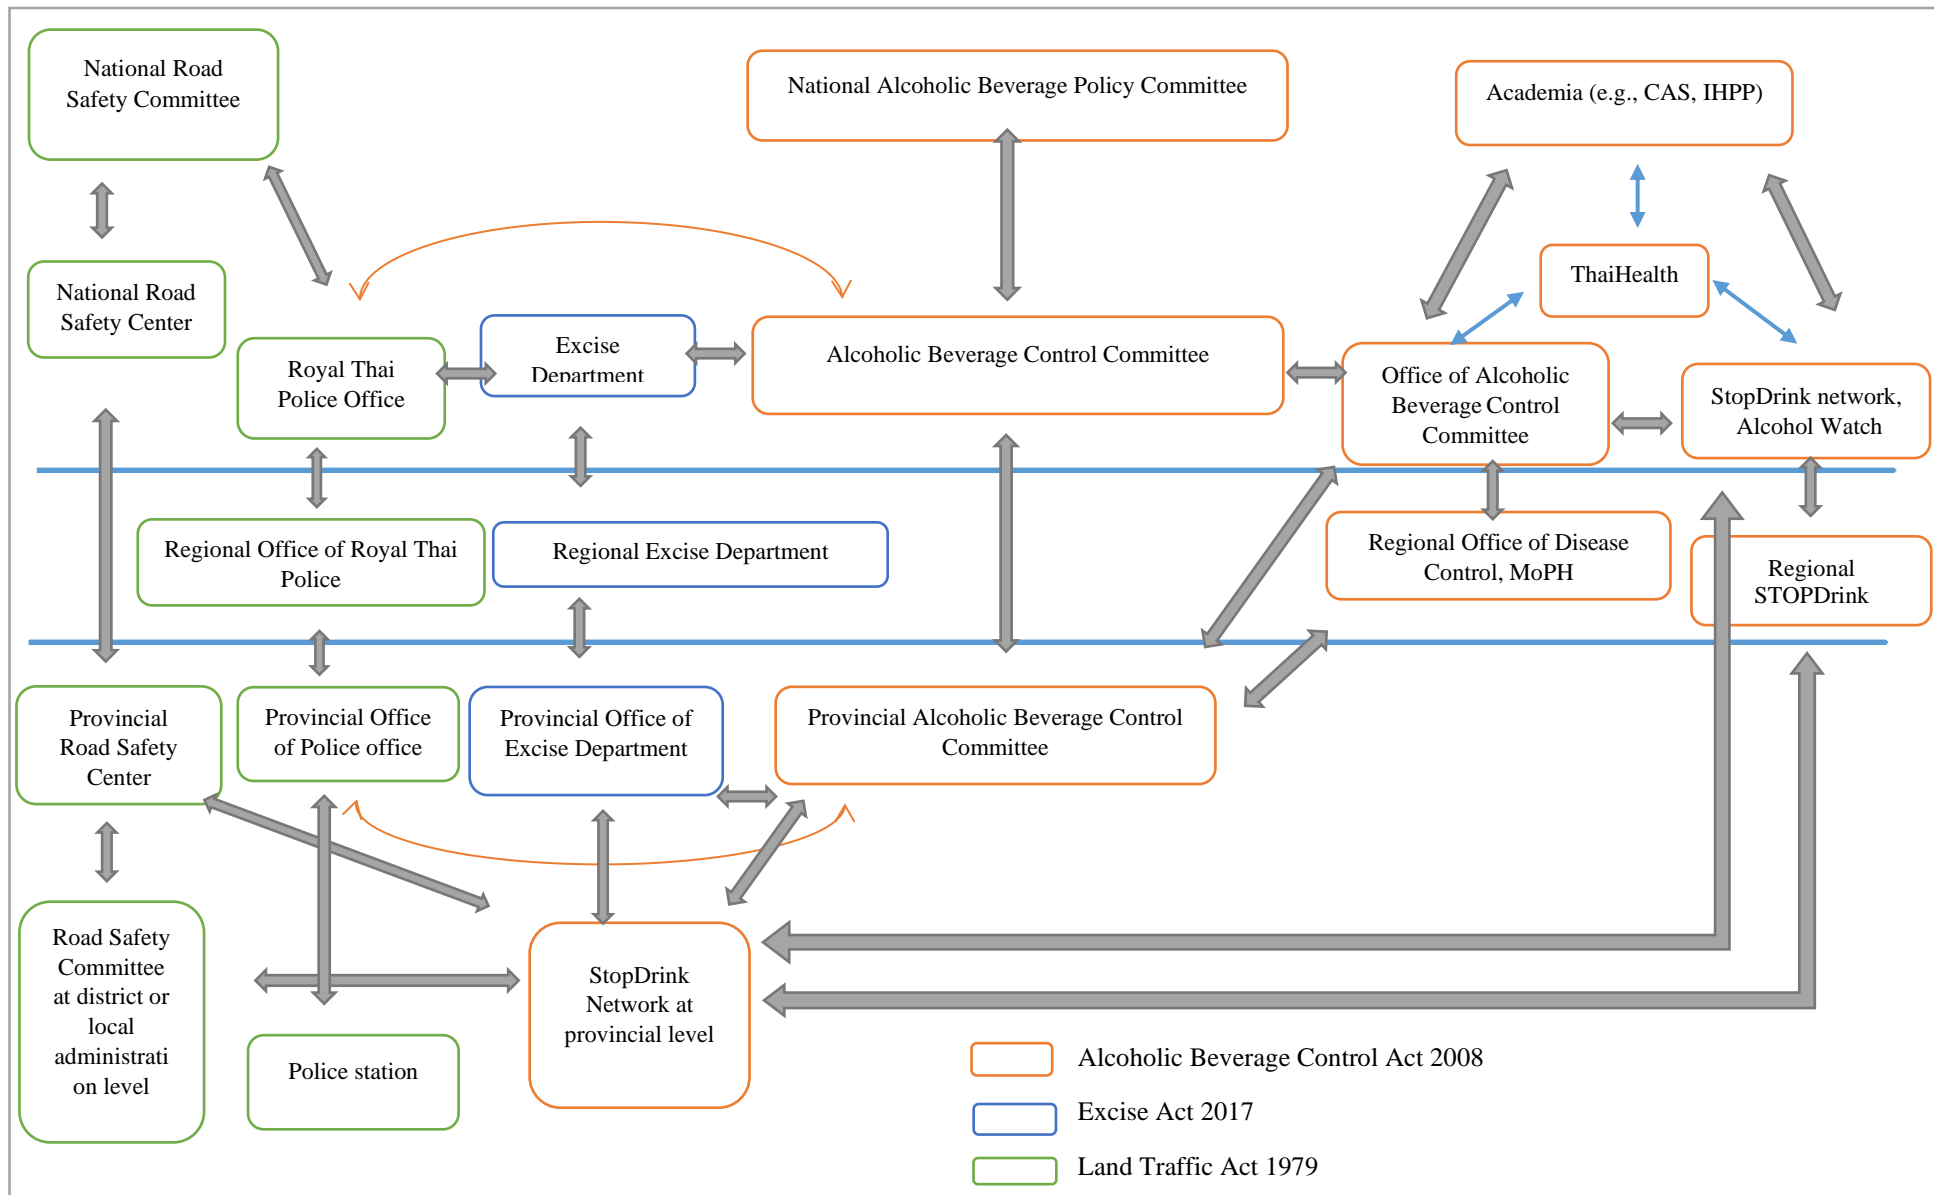 National Road
Safety Committee
National Alcoholic Beverage Policy Committee
Academia (e.g., CAS, IHPP)
National Road
Safety Center
ThaiHealth
Royal Thai
Police Office
Excise
Department
Alcoholic Beverage Control Committee
Office of Alcoholic
Beverage Control
Committee
StopDrink network,
Alcohol Watch
Regional Office of Royal Thai
Police
Regional Excise Department
Regional Office of Disease
Control, MoPH
Regional
STOPDrink
Provincial
Road Safety
Center
Provincial Office
of Police office
Provincial Office of
Excise Department
Provincial Alcoholic Beverage Control
Committee
Road Safety
Committee
at district or
local
administrati
on level
Police station
StopDrink
Network at
provincial level
Alcoholic Beverage Control Act 2008
Excise Act 2017
Land Traffic Act 1979